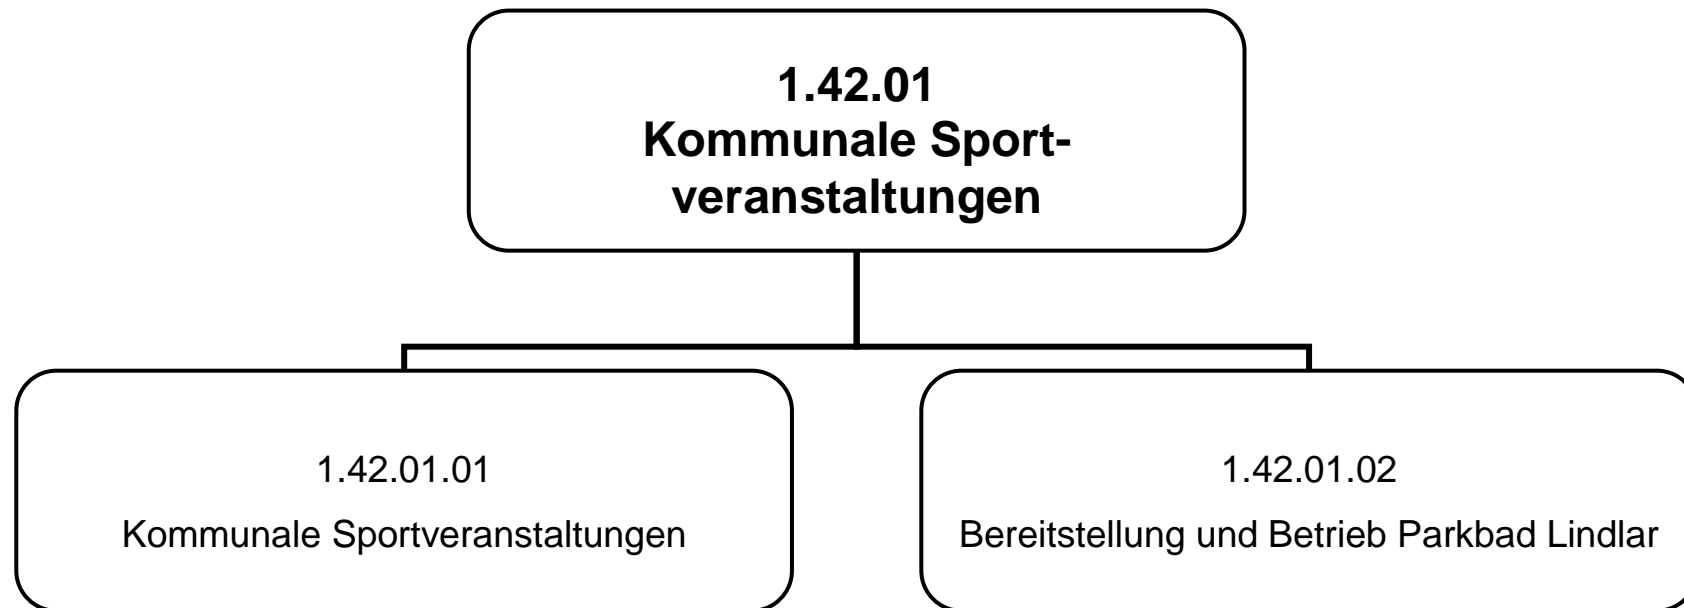 1.42.01
Kommunale Sport-
veranstaltungen
1.42.01.01
Kommunale Sportveranstaltungen
1.42.01.02
Bereitstellung und Betrieb Parkbad Lindlar